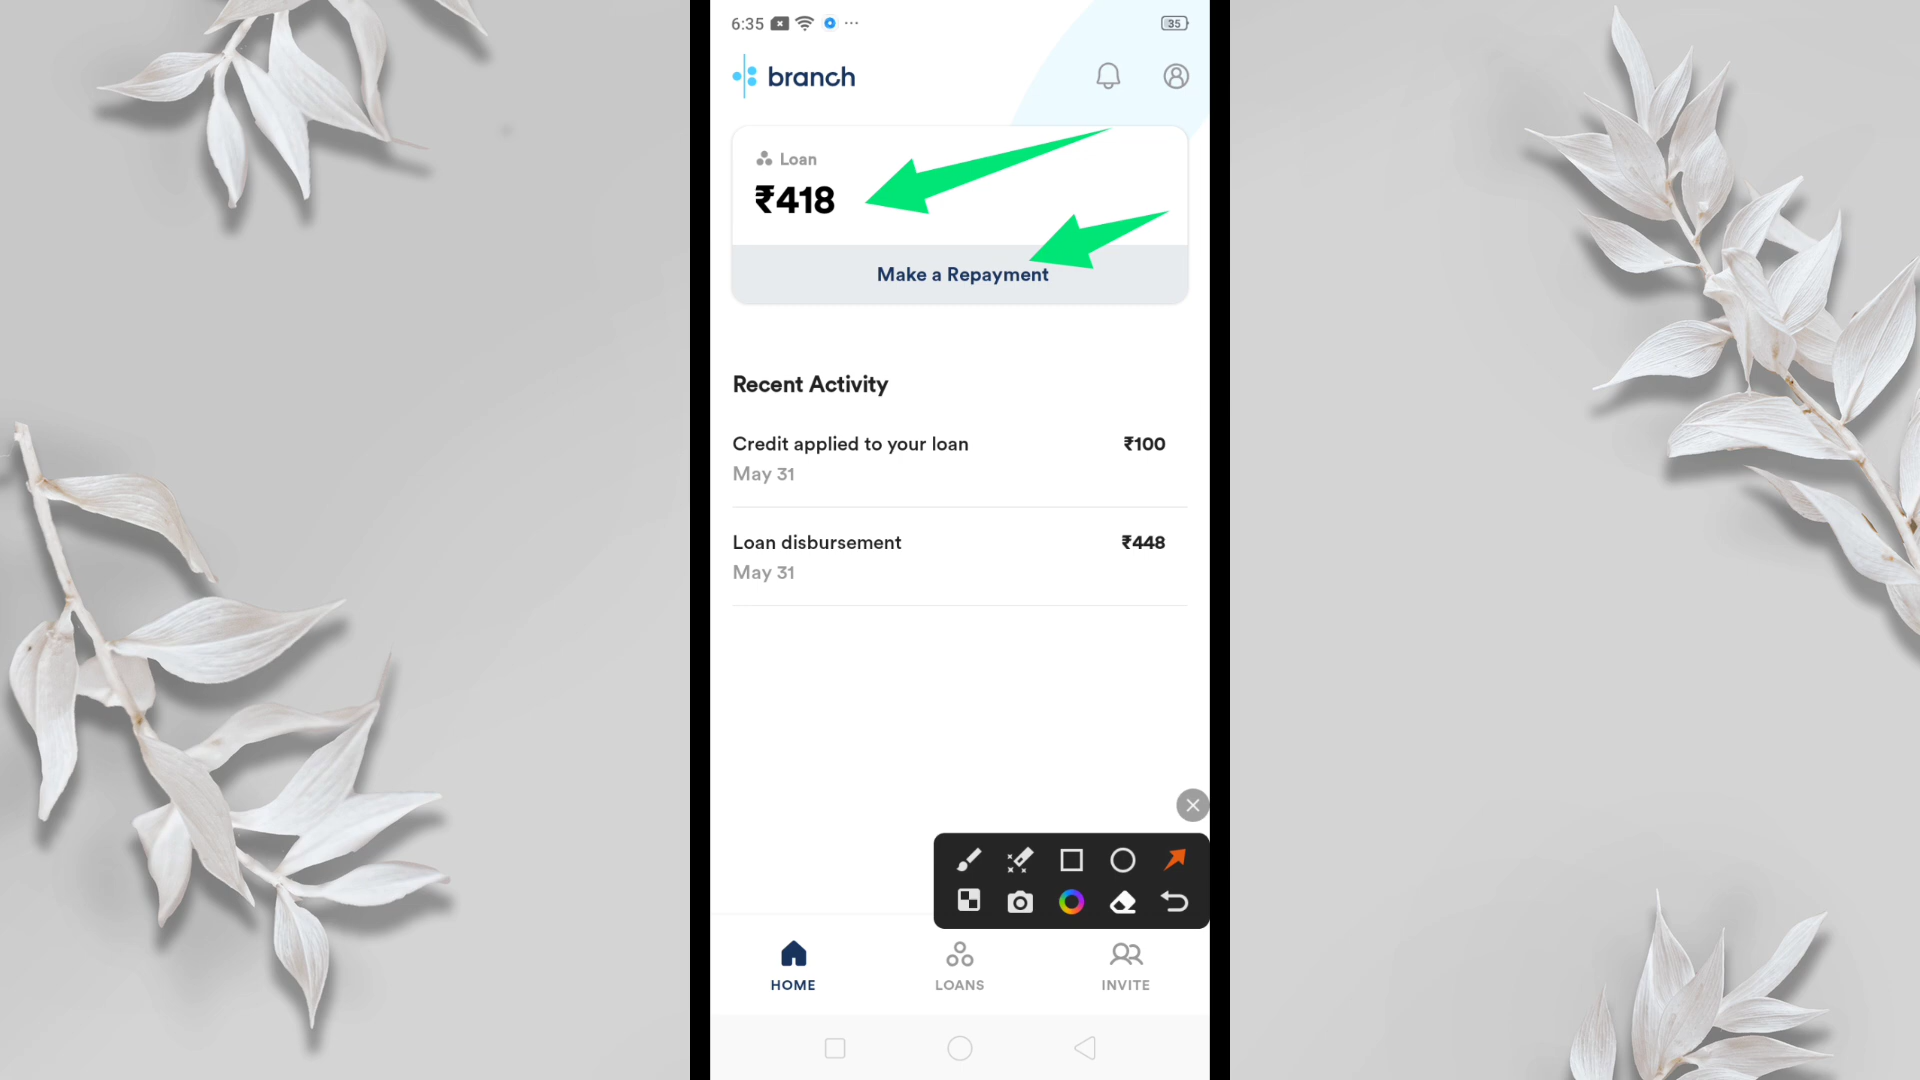 6:35
35
branch
Loan
₹418
Make a Repayment
Recent Activity
Credit applied to your loan ₹100
May 31
Loan disbursement ₹448
May 31
HOME LOANS INVITE